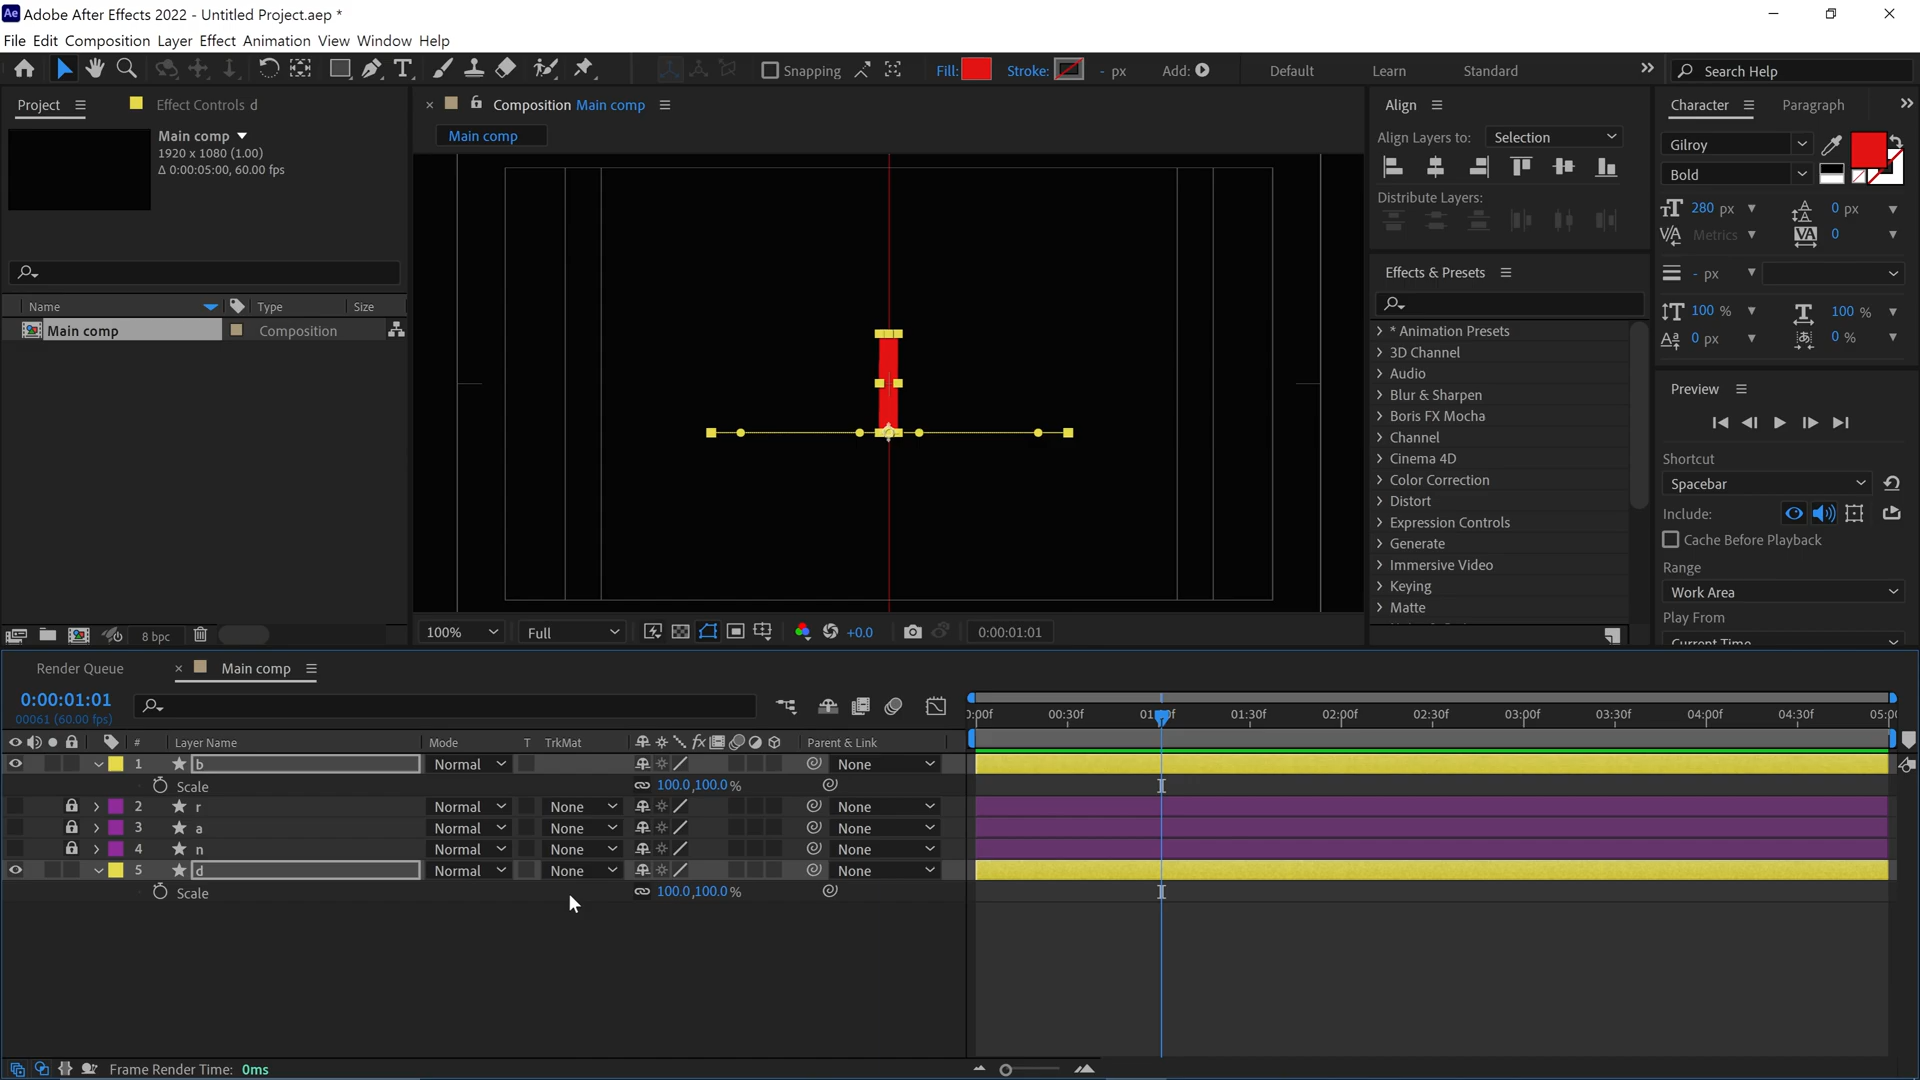 Ae Adobe After Effects 2022 - Untitled Project.aep *
File Edit Composition Layer Effect Animation View Window Help
Snapping Fill: Stroke: - px Add: Default Learn Standard Search Help
Project Effect Controls d Composition Main comp Align Character Paragraph
Main comp
1920 x 1080 (1.00)
Δ 0:00:05:00, 60.00 fps
Main comp
Align Layers to: Selection
Distribute Layers:
Gilroy
Bold
280 px 0 px
Metrics 0
- px
100 % 100 %
0 px 0 %
Name Type Size
Main comp Composition
Effects & Presets
* Animation Presets
3D Channel
Audio
Blur & Sharpen
Boris FX Mocha
Channel
Cinema 4D
Color Correction
Distort
Expression Controls
Generate
Immersive Video
Keying
Matte
Preview
Shortcut
Spacebar
Include:
Cache Before Playback
Range
Work Area
Play From
Current Time
8 bpc
100% Full +0.0 0:00:01:01
Render Queue Main comp
0:00:01:01
00061 (60.00 fps)
:00f 00:30f 01:00f 01:30f 02:00f 02:30f 03:00f 03:30f 04:00f 04:30f 05:00
# Layer Name Mode T TrkMat fx Parent & Link
1 b Normal None
Scale 100.0,100.0 %
2 r Normal None None
3 a Normal None None
4 n Normal None None
5 d Normal None None
Scale 100.0,100.0 %
Frame Render Time: 0ms